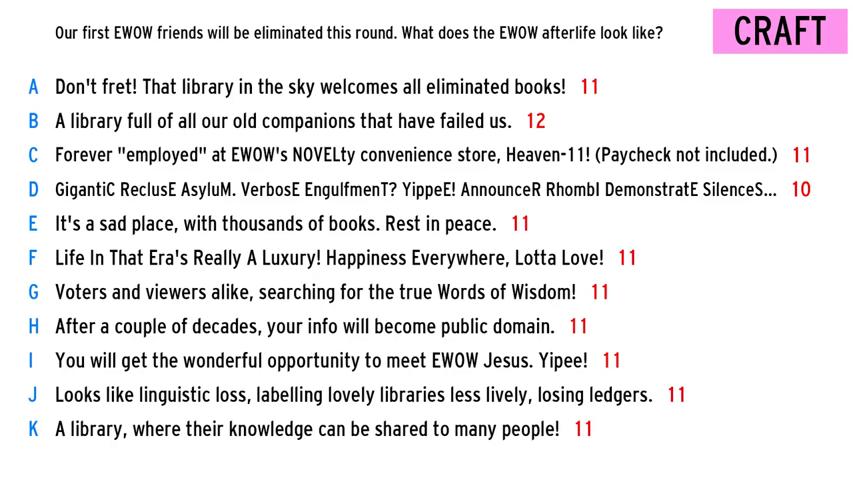 Our first EWOW friends will be eliminated this round. What does the EWOW afterlife look like?
CRAFT
A Don't fret! That library in the sky welcomes all eliminated books! 11
B A library full of all our old companions that have failed us. 12
C Forever "employed" at EWOW's NOVELty convenience store, Heaven-11! (Paycheck not included.) 11
D GigantiC ReclusE AsyluM. VerbosE EngulfmenT? YippeE! AnnounceR RhombI DemonstratE SilenceS... 10
E It's a sad place, with thousands of books. Rest in peace. 11
F Life In That Era's Really A Luxury! Happiness Everywhere, Lotta Love! 11
G Voters and viewers alike, searching for the true Words of Wisdom! 11
H After a couple of decades, your info will become public domain. 11
I You will get the wonderful opportunity to meet EWOW Jesus. Yipee! 11
J Looks like linguistic loss, labelling lovely libraries less lively, losing ledgers. 11
K A library, where their knowledge can be shared to many people! 11